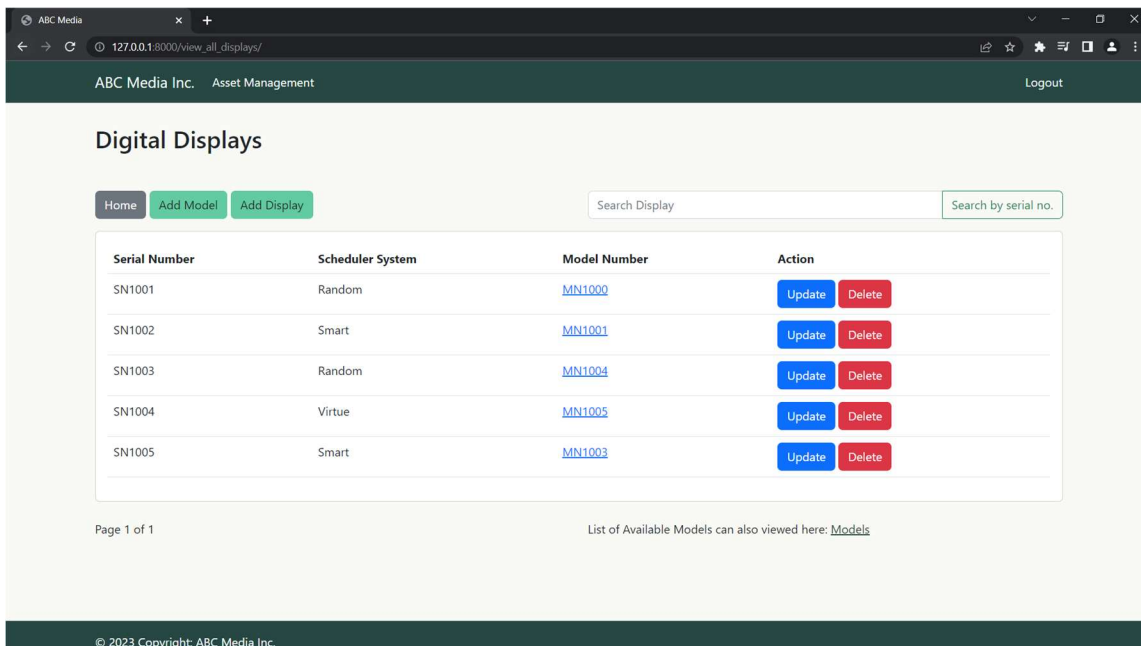 ABC Media
127.0.0.1:8000/view_all_displays/
ABC Media Inc. Asset Management Logout
Digital Displays
Home Add Model Add Display Search Display Search by serial no.
Serial Number Scheduler System Model Number Action
SN1001 Random MN1000 Update Delete
SN1002 Smart MN1001 Update Delete
SN1003 Random MN1004 Update Delete
SN1004 Virtue MN1005 Update Delete
SN1005 Smart MN1003 Update Delete
Page 1 of 1 List of Available Models can also viewed here: Models
© 2023 Copyright: ABC Media Inc.